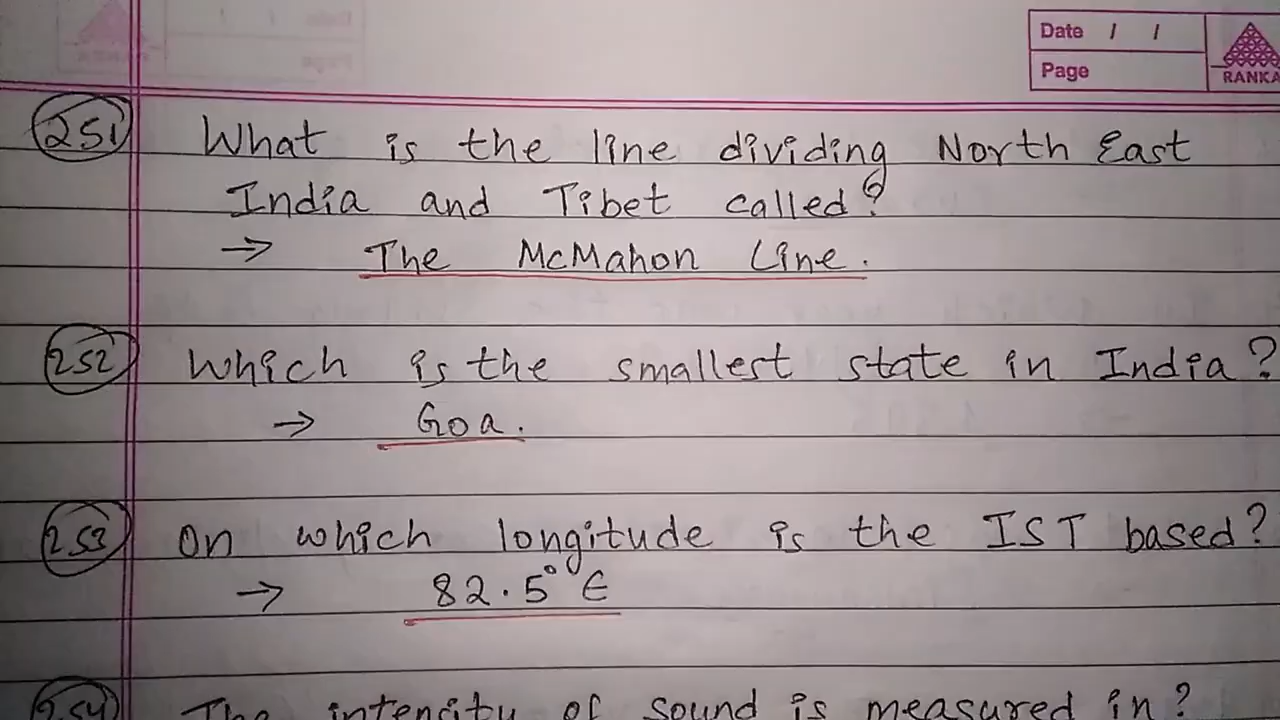 Date / /
Page
RANKA
251 What is the line dividing North East
India and Tibet called?
→ The McMahon Line.
252 Which is the smallest state in India?
→ Goa.
253 On which longitude is the IST based?
→ 82.5° E
254 The intencity of sound is measured in?